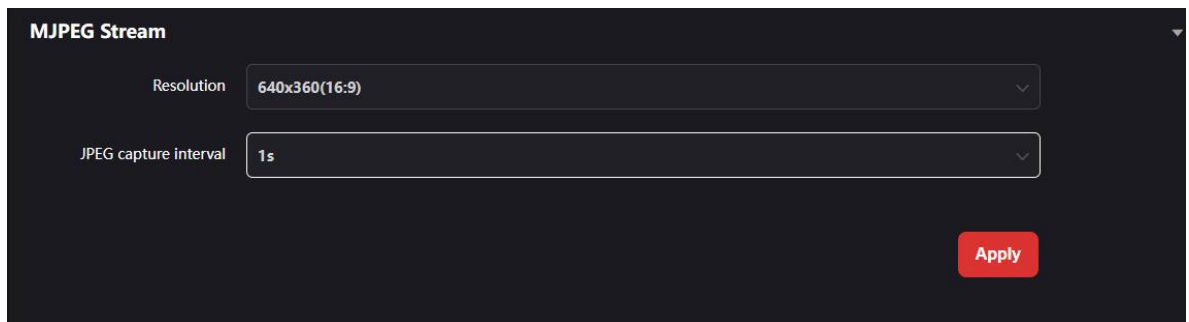 MJPEG Stream
Resolution
640x360(16:9)
JPEG capture interval
1s
Apply